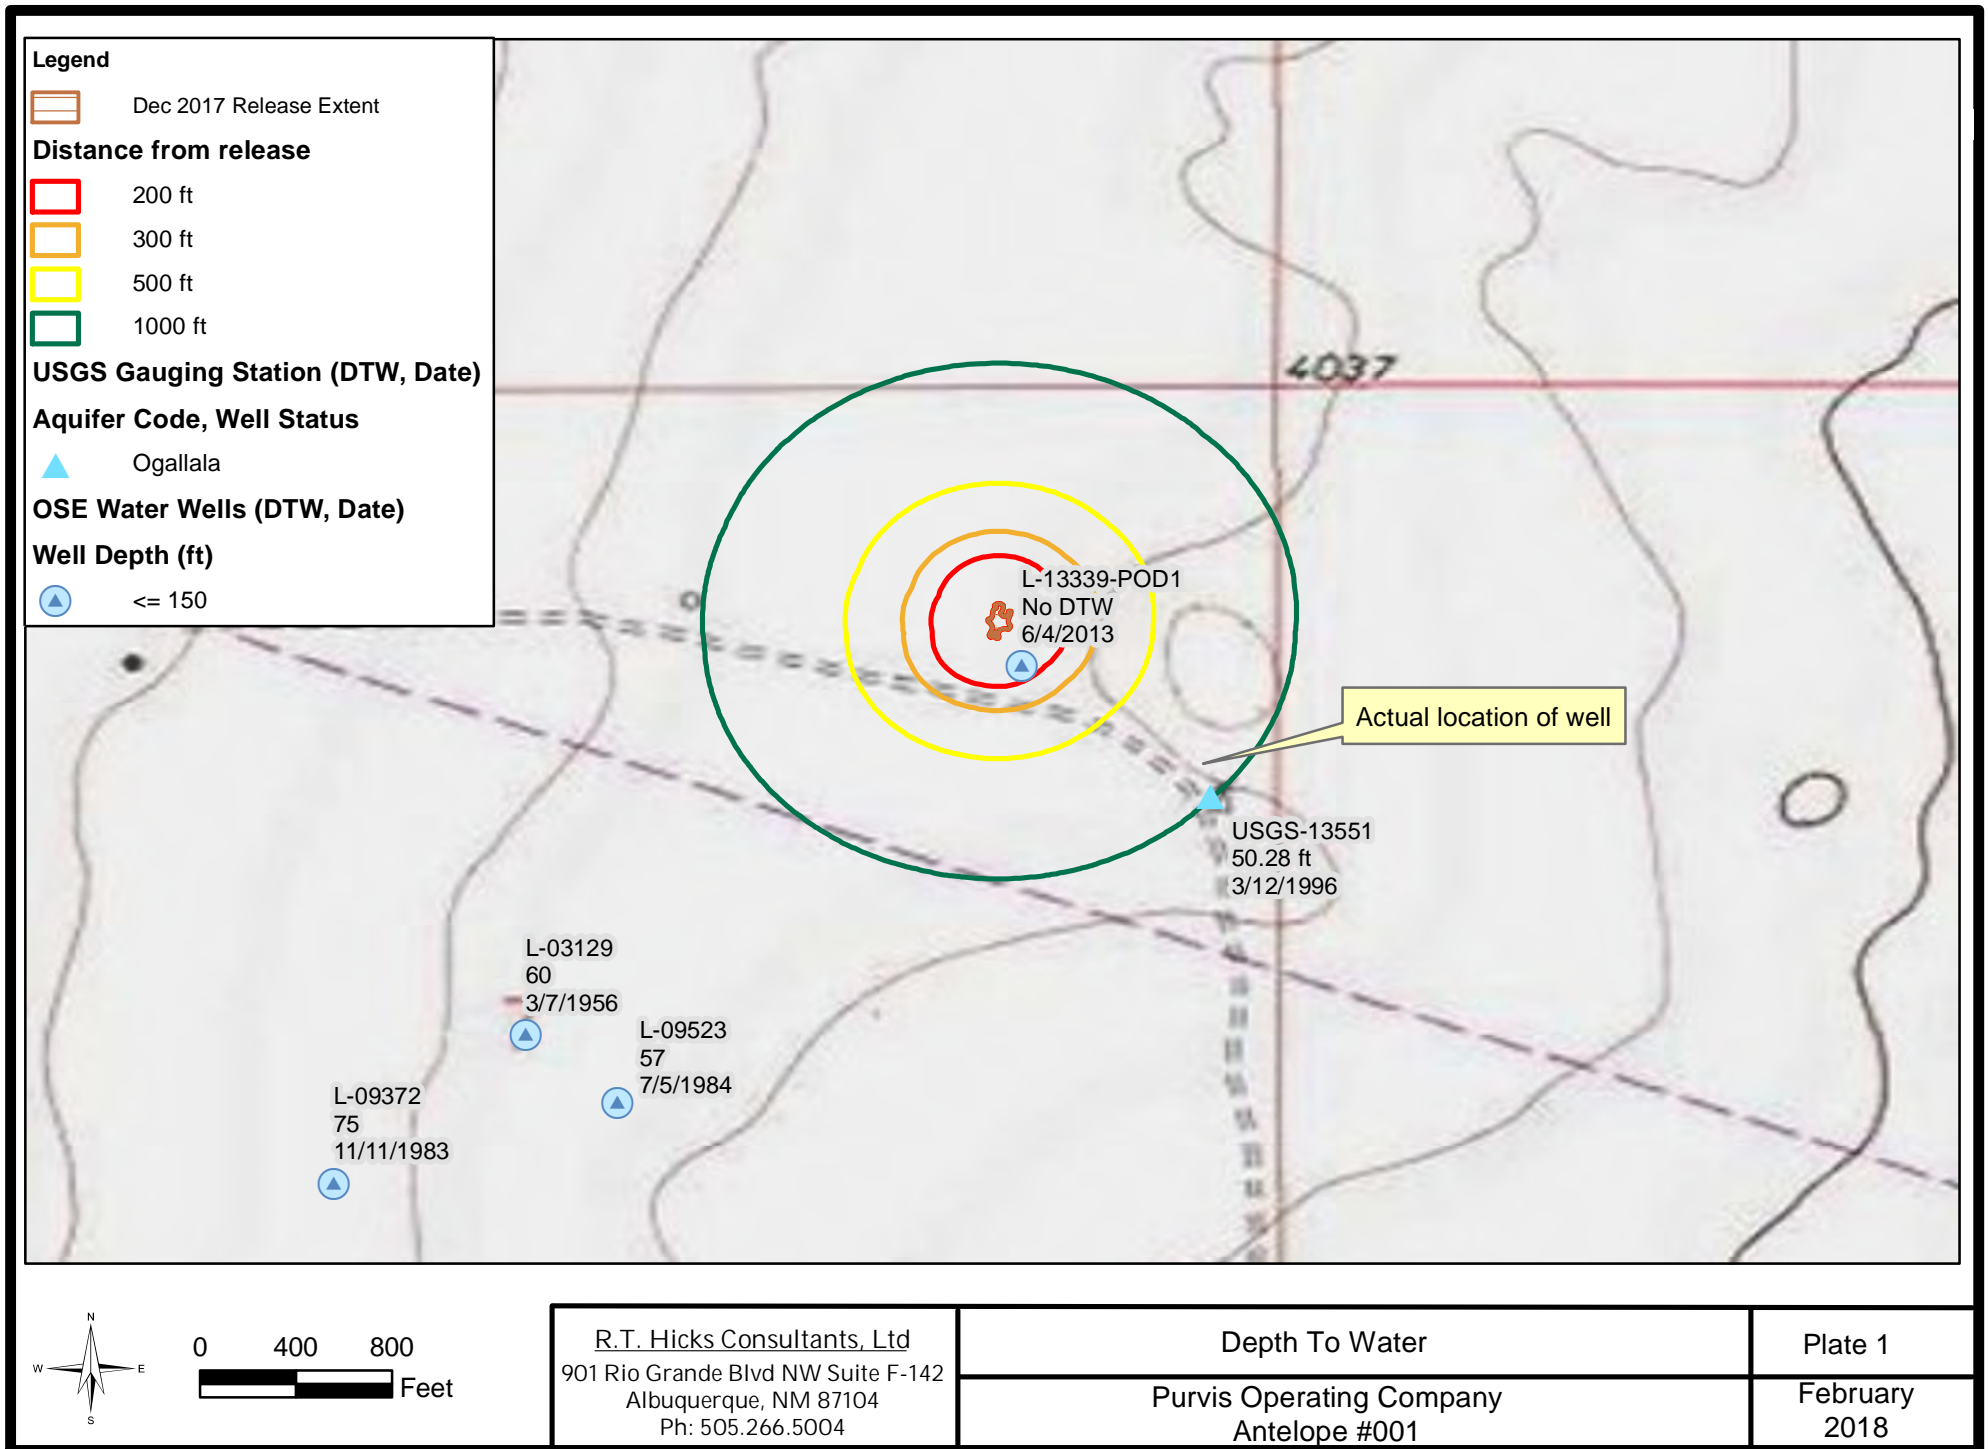 Legend
Dec 2017 Release Extent
Distance from release
200 ft
300 ft
500 ft
1000 ft
USGS Gauging Station (DTW, Date)
Aquifer Code, Well Status
Ogallala
OSE Water Wells (DTW, Date)
Well Depth (ft)
<= 150
4037
L-13339-POD1
No DTW
6/4/2013
Actual location of well
USGS-13551
50.28 ft
3/12/1996
L-03129
60
3/7/1956
L-09523
57
7/5/1984
L-09372
75
11/11/1983
N
W
E
S
0 400 800
Feet
R.T. Hicks Consultants, Ltd
901 Rio Grande Blvd NW Suite F-142
Albuquerque, NM 87104
Ph: 505.266.5004
Depth To Water
Purvis Operating Company
Antelope #001
Plate 1
February
2018